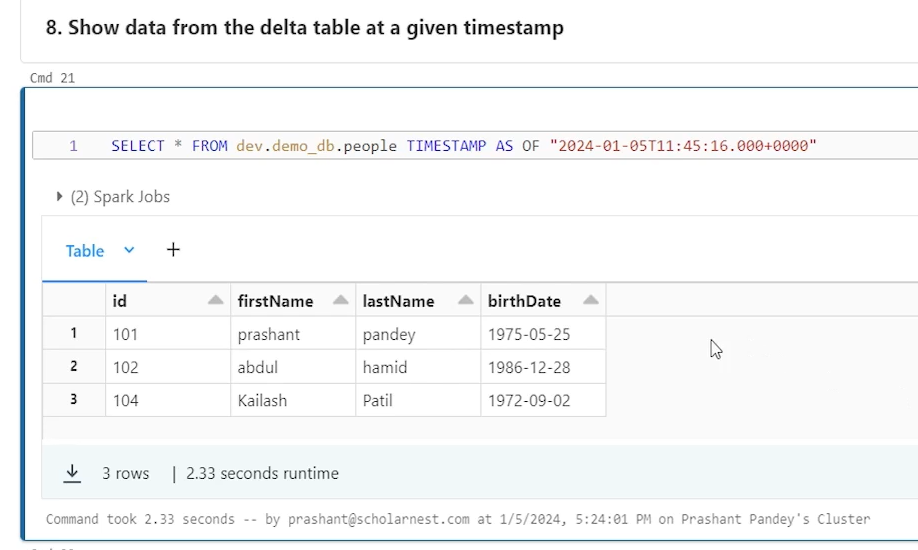 8. Show data from the delta table at a given timestamp
Cmd 21
1 SELECT * FROM dev.demo_db.people TIMESTAMP AS OF "2024-01-05T11:45:16.000+0000"
(2) Spark Jobs
Table +
id firstName lastName birthDate
1 101 prashant pandey 1975-05-25
2 102 abdul hamid 1986-12-28
3 104 Kailash Patil 1972-09-02
3 rows | 2.33 seconds runtime
Command took 2.33 seconds -- by prashant@scholarnest.com at 1/5/2024, 5:24:01 PM on Prashant Pandey's Cluster